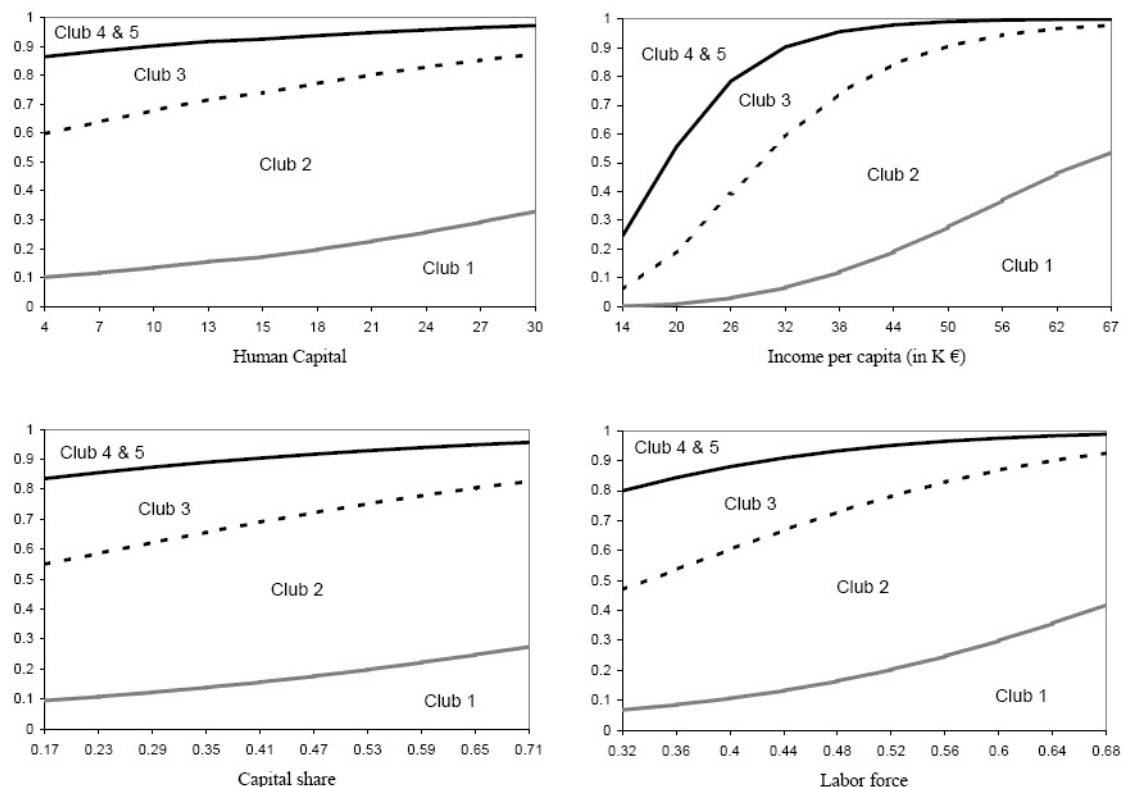 1
0.9
0.8
0.7
0.6
0.5
0.4
0.3
0.2
0.1
0
Club 4 & 5
Club 3
Club 2
Club 1
4 7 10 13 15 18 21 24 27 30
Human Capital
1
0.9
0.8
0.7
0.6
0.5
0.4
0.3
0.2
0.1
0
Club 4 & 5
Club 3
Club 2
Club 1
14 20 26 32 38 44 50 56 62 67
Income per capita (in K €)
1
0.9
0.8
0.7
0.6
0.5
0.4
0.3
0.2
0.1
0
Club 4 & 5
Club 3
Club 2
Club 1
0.17 0.23 0.29 0.35 0.41 0.47 0.53 0.59 0.65 0.71
Capital share
1
0.9
0.8
0.7
0.6
0.5
0.4
0.3
0.2
0.1
0
Club 4 & 5
Club 3
Club 2
Club 1
0.32 0.36 0.4 0.44 0.48 0.52 0.56 0.6 0.64 0.68
Labor force